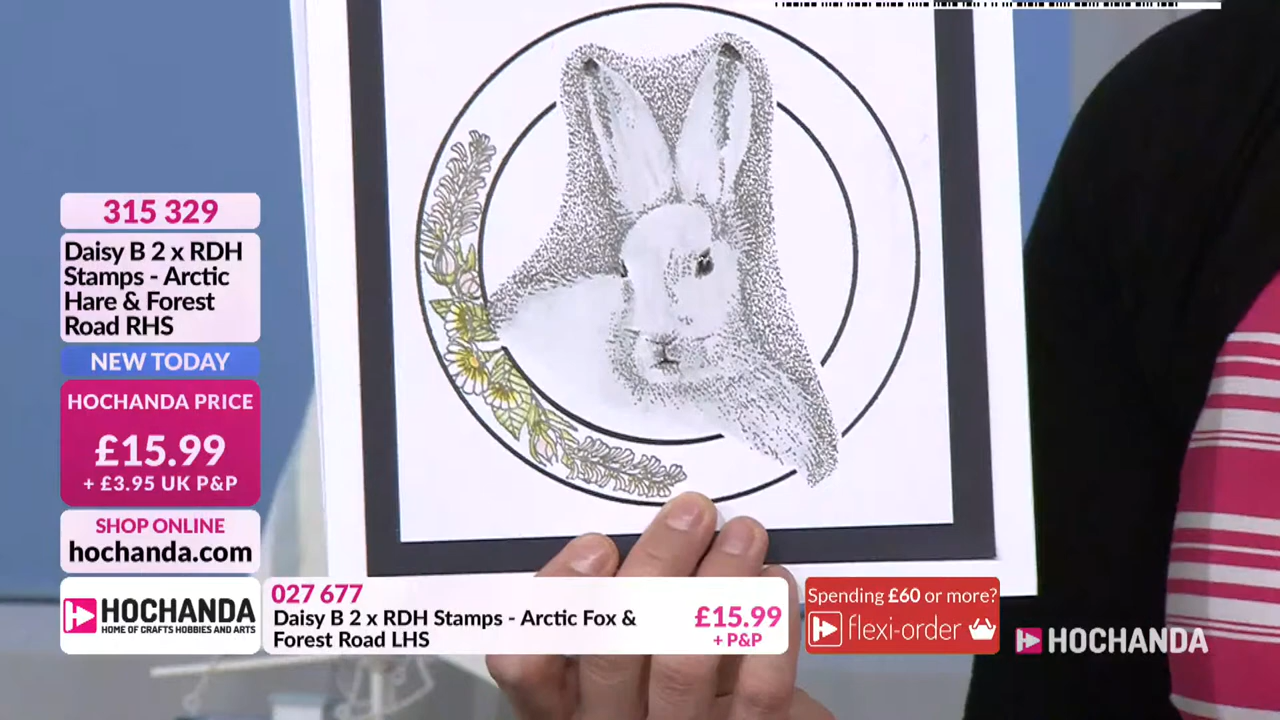 315 329
Daisy B 2 x RDH
Stamps - Arctic
Hare & Forest
Road RHS
NEW TODAY
HOCHANDA PRICE
£15.99
+ £3.95 UK P&P
SHOP ONLINE
hochanda.com
HOCHANDA
HOME OF CRAFTS HOBBIES AND ARTS
027 677
Daisy B 2 x RDH Stamps - Arctic Fox &
Forest Road LHS
£15.99
+ P&P
Spending £60 or more?
flexi-order
HOCHANDA